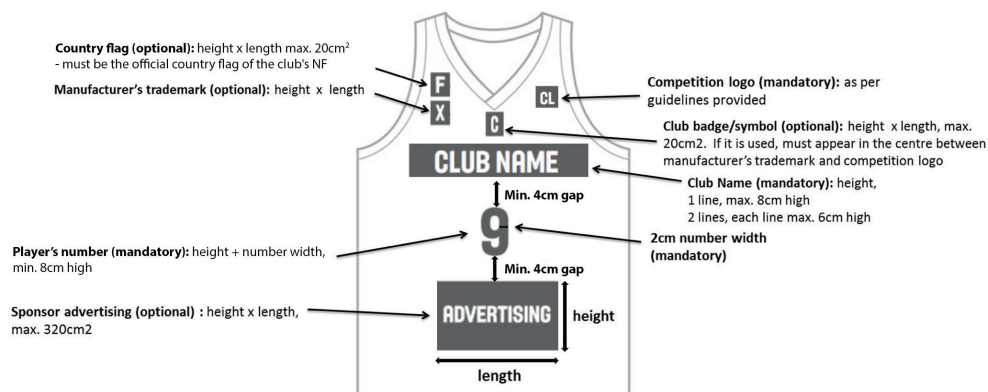 Country flag (optional): height x length max. 20cm²
- must be the official country flag of the club's NF
Manufacturer's trademark (optional): height x length
F
X
CL
C
Competition logo (mandatory): as per
guidelines provided
Club badge/symbol (optional): height x length, max.
20cm2. If it is used, must appear in the centre between
manufacturer's trademark and competition logo
CLUB NAME
Club Name (mandatory): height,
1 line, max. 8cm high
2 lines, each line max. 6cm high
Min. 4cm gap
9
2cm number width
(mandatory)
Player's number (mandatory): height + number width,
min. 8cm high
Min. 4cm gap
Sponsor advertising (optional) : height x length,
max. 320cm2
ADVERTISING
height
length